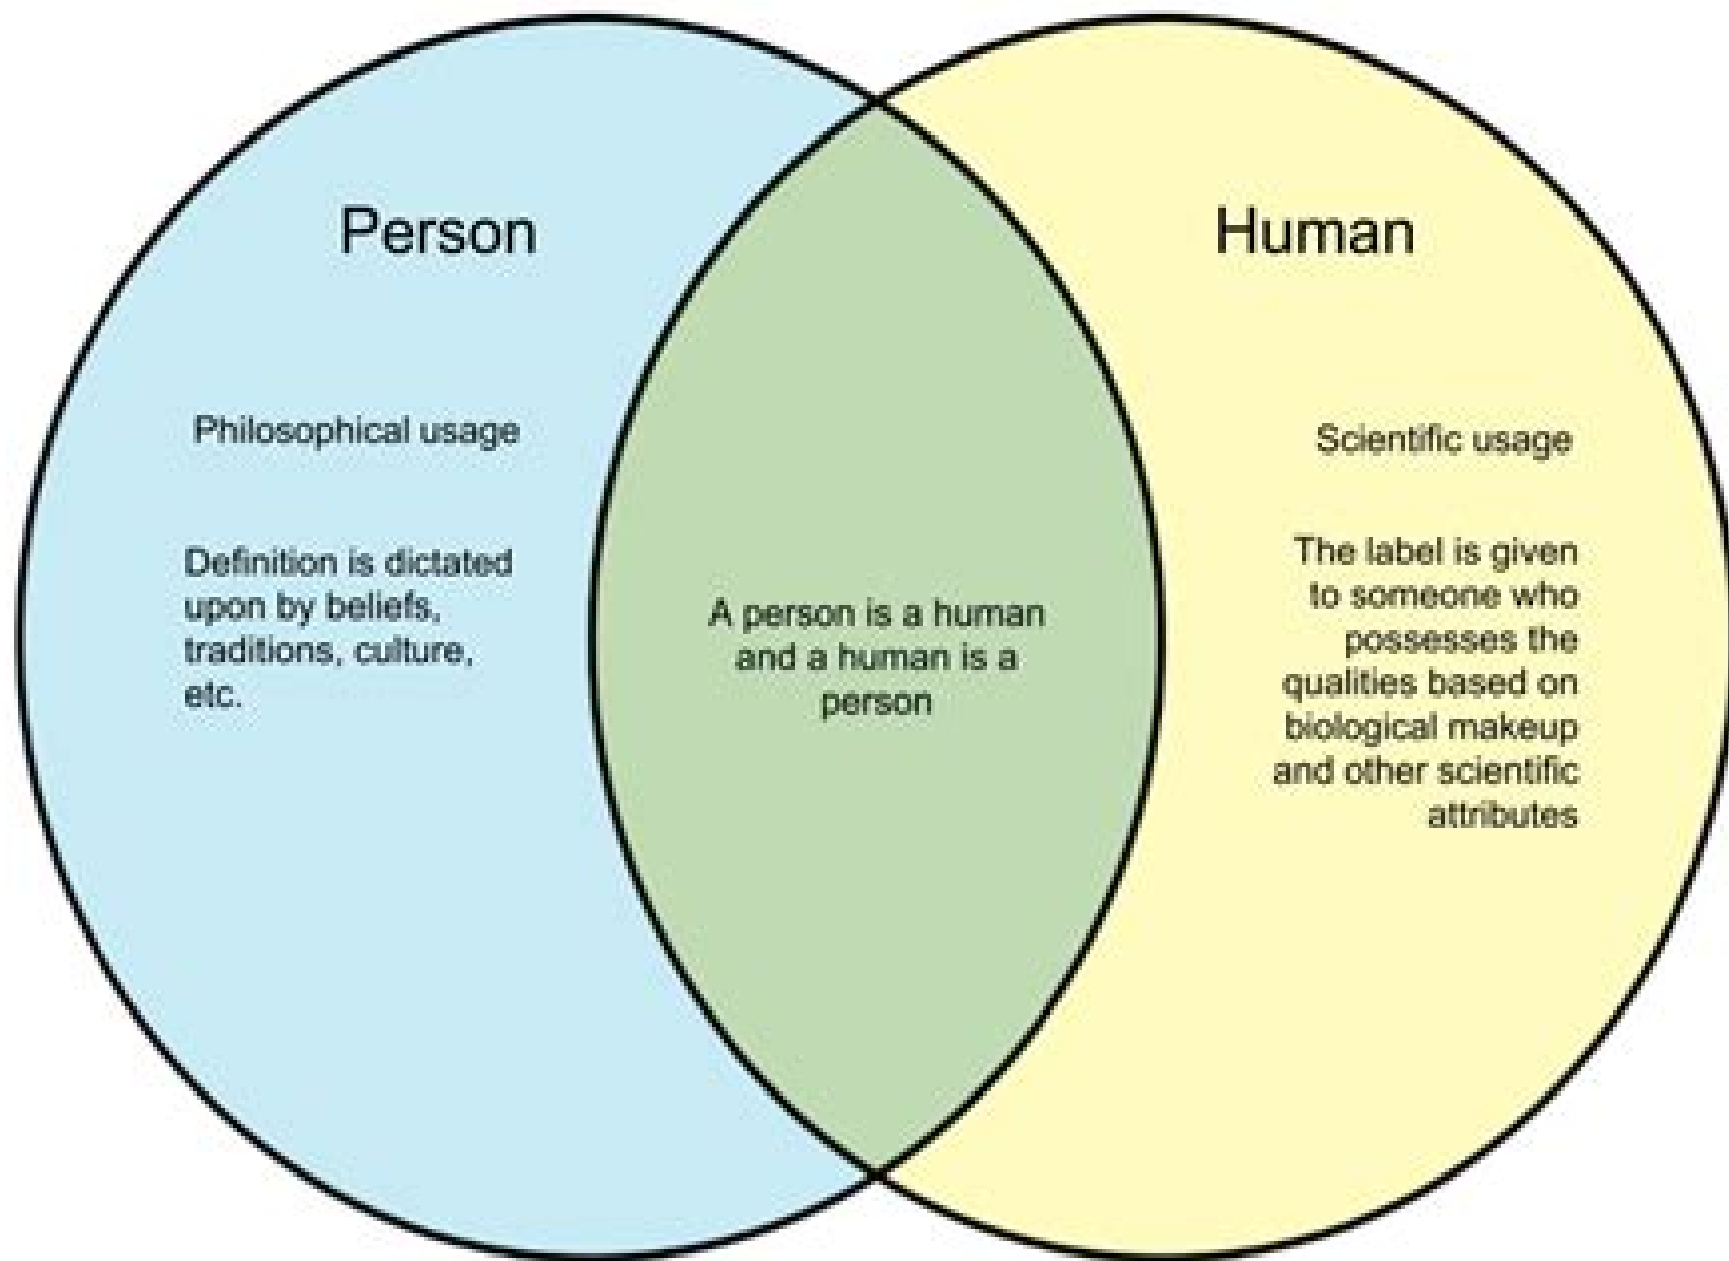 Person
Philosophical usage
Definition is dictated
upon by beliefs,
traditions, culture,
etc.
A person is a human
and a human is a
person
Human
Scientific usage
The label is given
to someone who
possesses the
qualities based on
biological makeup
and other scientific
attributes